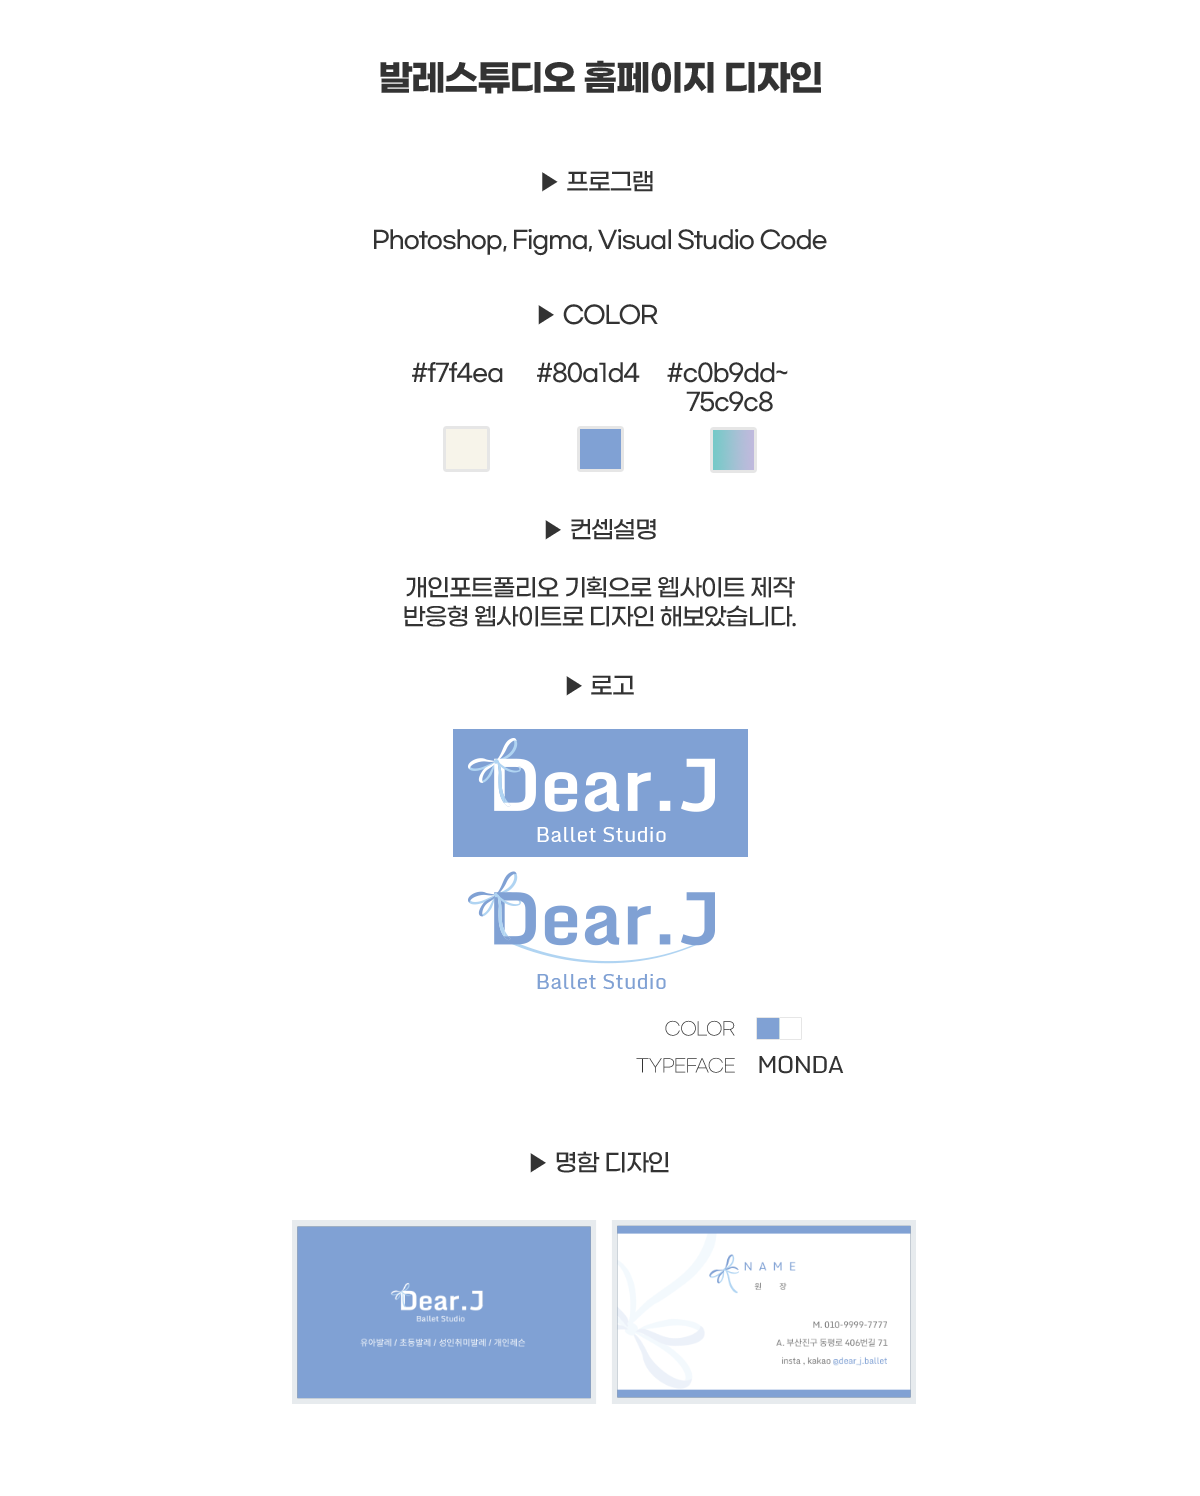 발레스튜디오 홈페이지 디자인
▶ 프로그램
Photoshop, Figma, Visual Studio Code
▶ COLOR
#f7f4ea #80a1d4 #c0b9dd~
75c9c8
▶ 컨셉설명
개인포트폴리오 기획으로 웹사이트 제작
반응형 웹사이트로 디자인 해보았습니다.
▶ 로고
Dear.J
Ballet Studio
Dear.J
Ballet Studio
COLOR
TYPEFACE MONDA
▶ 명함 디자인
Dear.J
Ballet Studio
유아발레 / 초등발레 / 성인취미발레 / 개인레슨
NAME
원 장
M. 010-9999-7777
A. 부산진구 동평로 406번길 71
insta , kakao @dear_j.ballet